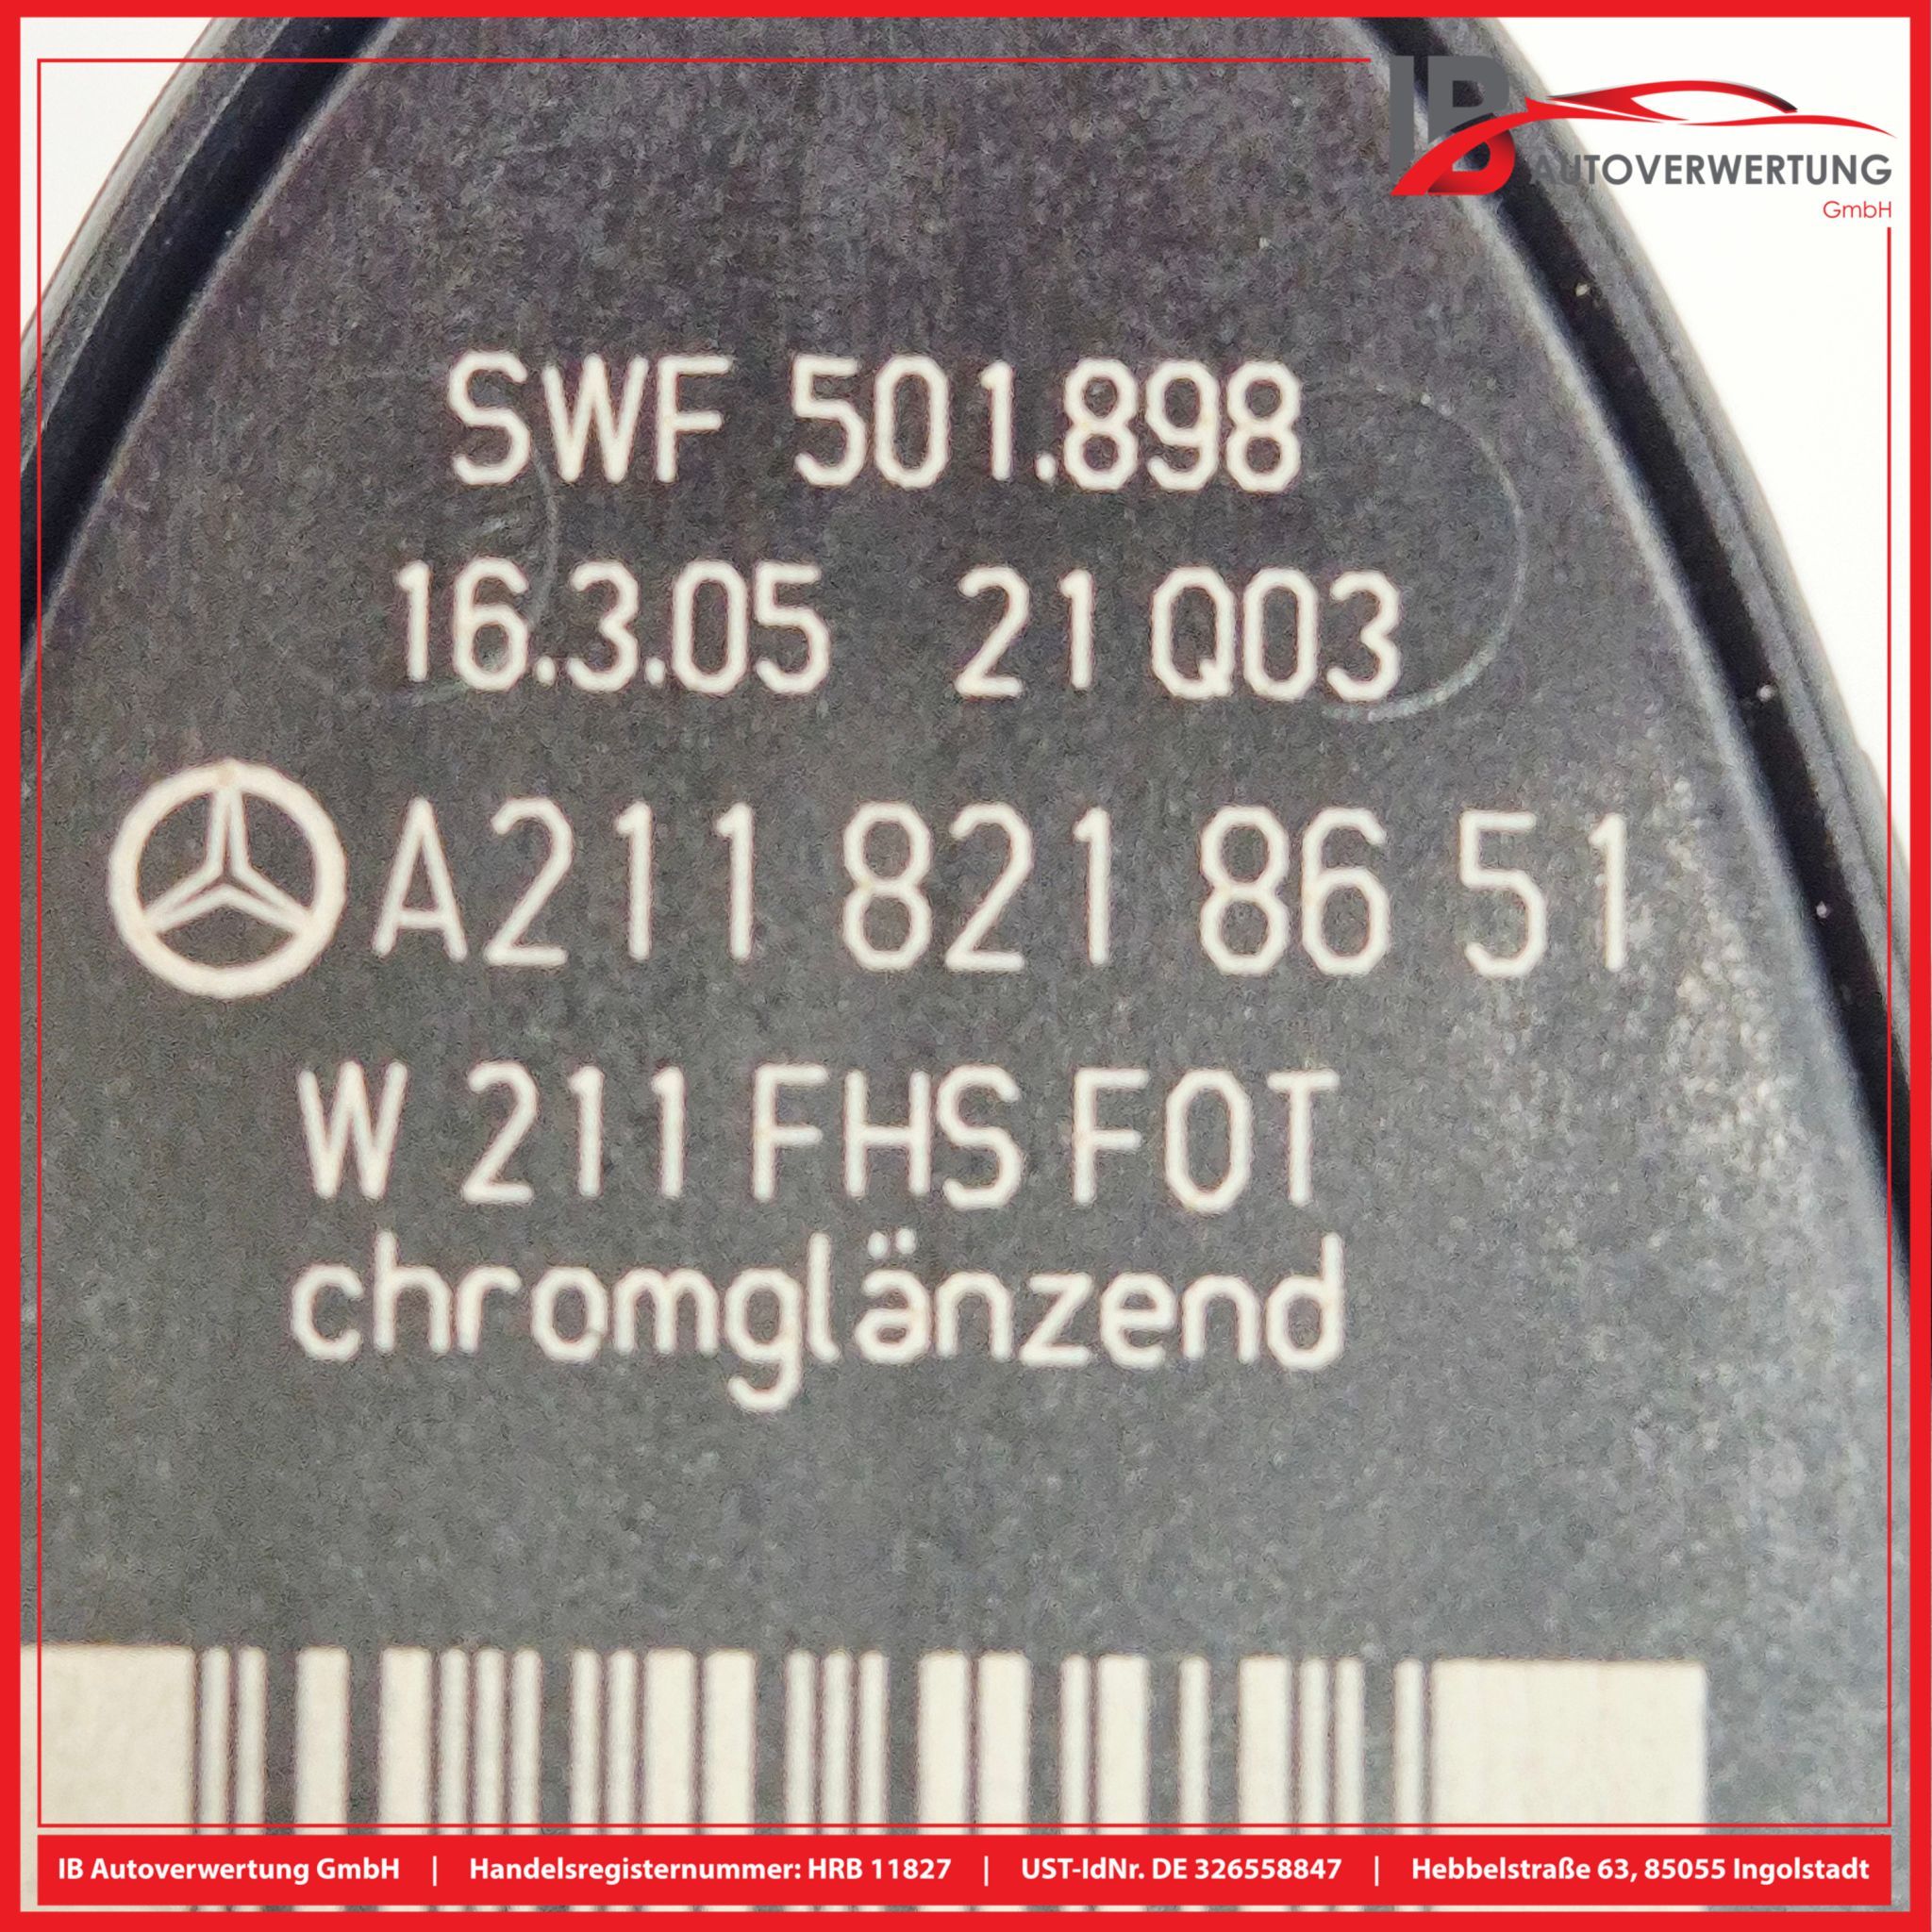 IB
AUTOVERWERTUNG
GmbH
SWF 501.898
16.3.05 21Q03
A211 821 86 51
W 211 FHS FOT
chromglänzend
IB Autoverwertung GmbH | Handelsregisternummer: HRB 11827 | UST-IdNr. DE 326558847 | Hebbelstraße 63, 85055 Ingolstadt